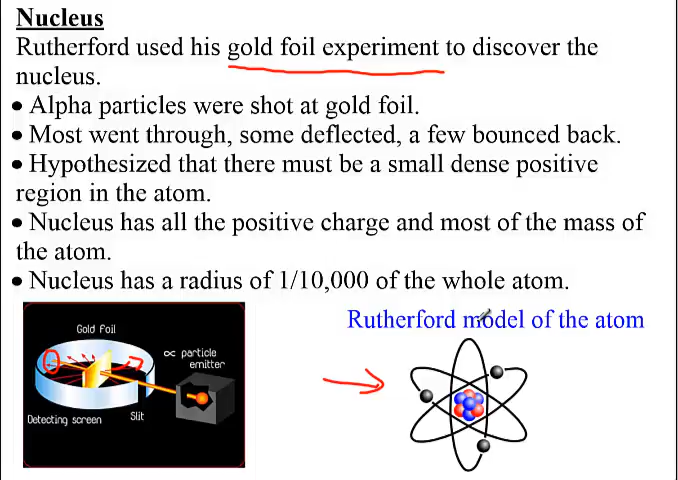 Nucleus
Rutherford used his gold foil experiment to discover the
nucleus.
• Alpha particles were shot at gold foil.
• Most went through, some deflected, a few bounced back.
• Hypothesized that there must be a small dense positive
region in the atom.
• Nucleus has all the positive charge and most of the mass of
the atom.
• Nucleus has a radius of 1/10,000 of the whole atom.
Rutherford model of the atom
Gold foil
∝ particle
emitter
Detecting screen
Slit